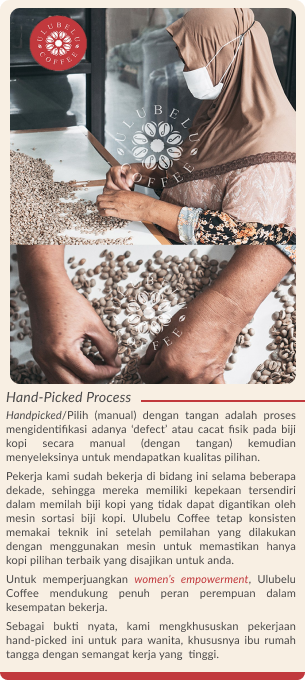 ULUBELU
COFFEE
ULUBELU
COFFEE
Hand-Picked Process
Handpicked/Pilih (manual) dengan tangan adalah proses
mengidentifikasi adanya 'defect' atau cacat fisik pada biji
kopi secara manual (dengan tangan) kemudian
menyeleksinya untuk mendapatkan kualitas pilihan.
Pekerja kami sudah bekerja di bidang ini selama beberapa
dekade, sehingga mereka memiliki kepekaan tersendiri
dalam memilah biji kopi yang tidak dapat digantikan oleh
mesin sortasi biji kopi. Ulubelu Coffee tetap konsisten
memakai teknik ini setelah pemilahan yang dilakukan
dengan menggunakan mesin untuk memastikan hanya
kopi pilihan terbaik yang disajikan untuk anda.
Untuk memperjuangkan women's empowerment, Ulubelu
Coffee mendukung penuh peran perempuan dalam
kesempatan bekerja.
Sebagai bukti nyata, kami mengkhususkan pekerjaan
hand-picked ini untuk para wanita, khususnya ibu rumah
tangga dengan semangat kerja yang tinggi.